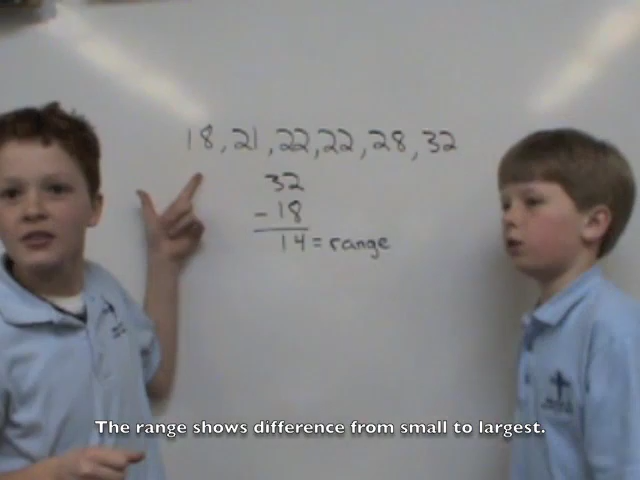 18, 21, 22, 22, 28, 32
32
- 18
14 = range
The range shows difference from small to largest.